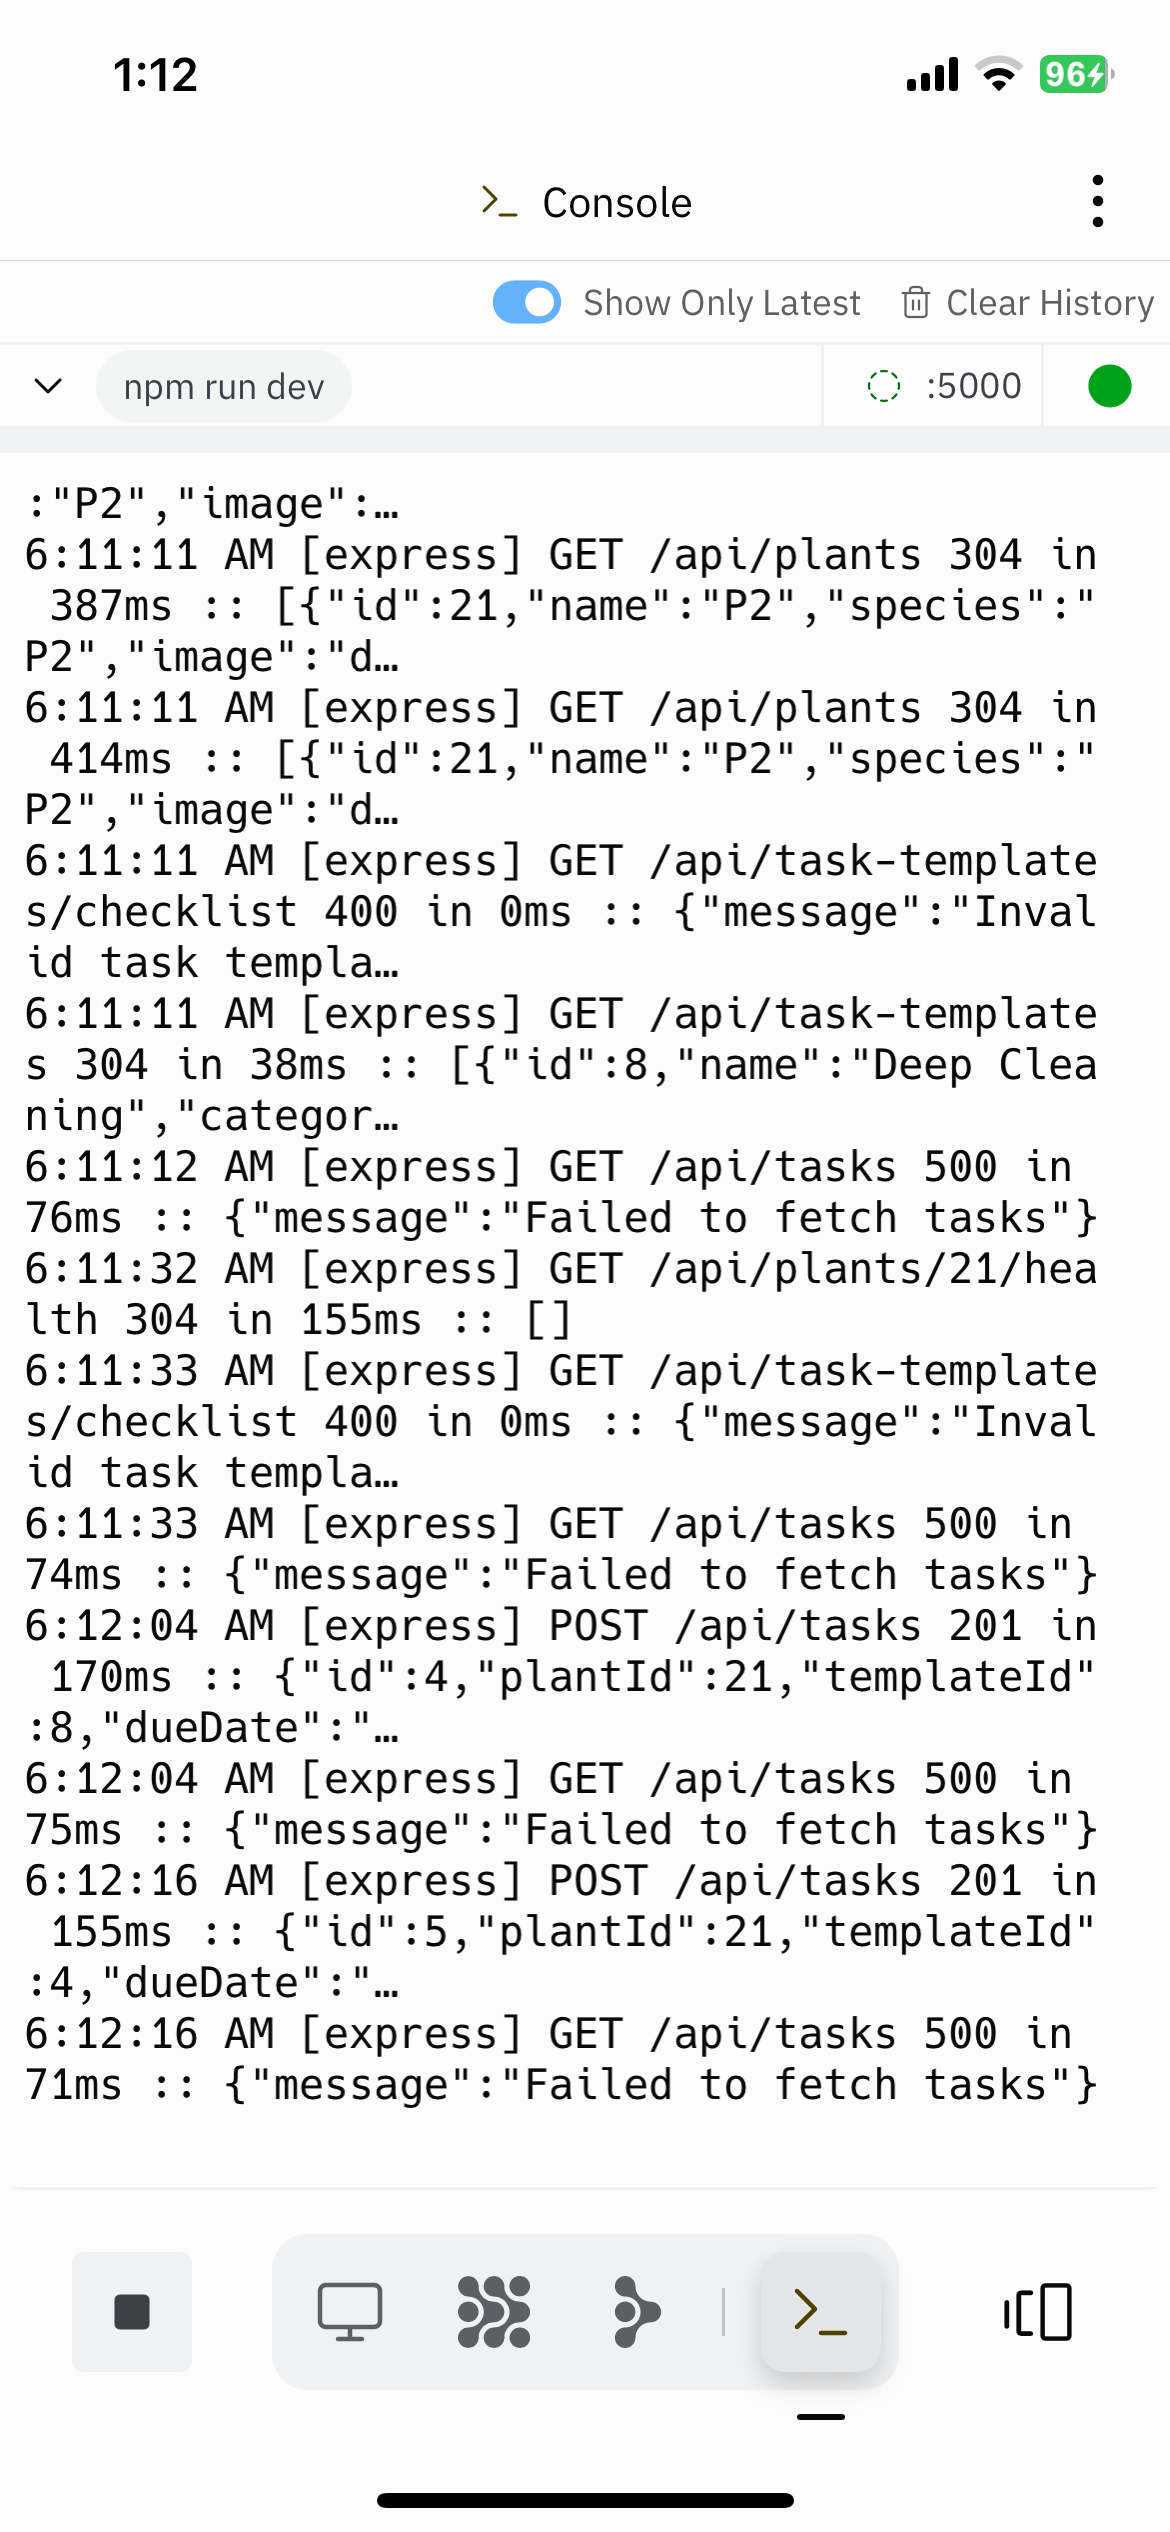 1:12
96
Console
Show Only Latest
Clear History
npm run dev
:5000
:"P2","image":…
6:11:11 AM [express] GET /api/plants 304 in
387ms :: [{"id":21,"name":"P2","species":"
P2","image":"d…
6:11:11 AM [express] GET /api/plants 304 in
414ms :: [{"id":21,"name":"P2","species":"
P2","image":"d…
6:11:11 AM [express] GET /api/task-template
s/checklist 400 in 0ms :: {"message":"Inval
id task templa…
6:11:11 AM [express] GET /api/task-template
s 304 in 38ms :: [{"id":8,"name":"Deep Clea
ning","categor…
6:11:12 AM [express] GET /api/tasks 500 in
76ms :: {"message":"Failed to fetch tasks"}
6:11:32 AM [express] GET /api/plants/21/hea
lth 304 in 155ms :: []
6:11:33 AM [express] GET /api/task-template
s/checklist 400 in 0ms :: {"message":"Inval
id task templa…
6:11:33 AM [express] GET /api/tasks 500 in
74ms :: {"message":"Failed to fetch tasks"}
6:12:04 AM [express] POST /api/tasks 201 in
170ms :: {"id":4,"plantId":21,"templateId"
:8,"dueDate":"…
6:12:04 AM [express] GET /api/tasks 500 in
75ms :: {"message":"Failed to fetch tasks"}
6:12:16 AM [express] POST /api/tasks 201 in
155ms :: {"id":5,"plantId":21,"templateId"
:4,"dueDate":"…
6:12:16 AM [express] GET /api/tasks 500 in
71ms :: {"message":"Failed to fetch tasks"}